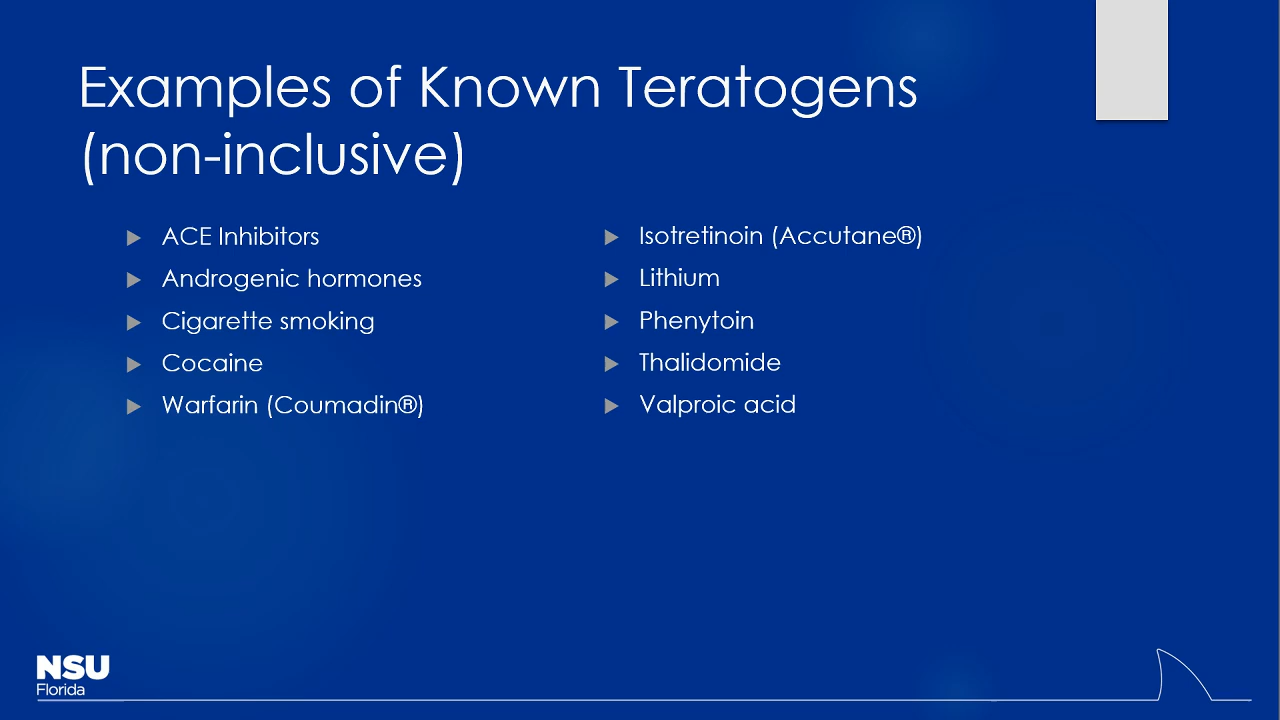 Examples of Known Teratogens
(non-inclusive)
ACE Inhibitors
Androgenic hormones
Cigarette smoking
Cocaine
Warfarin (Coumadin®)
Isotretinoin (Accutane®)
Lithium
Phenytoin
Thalidomide
Valproic acid
NSU
Florida